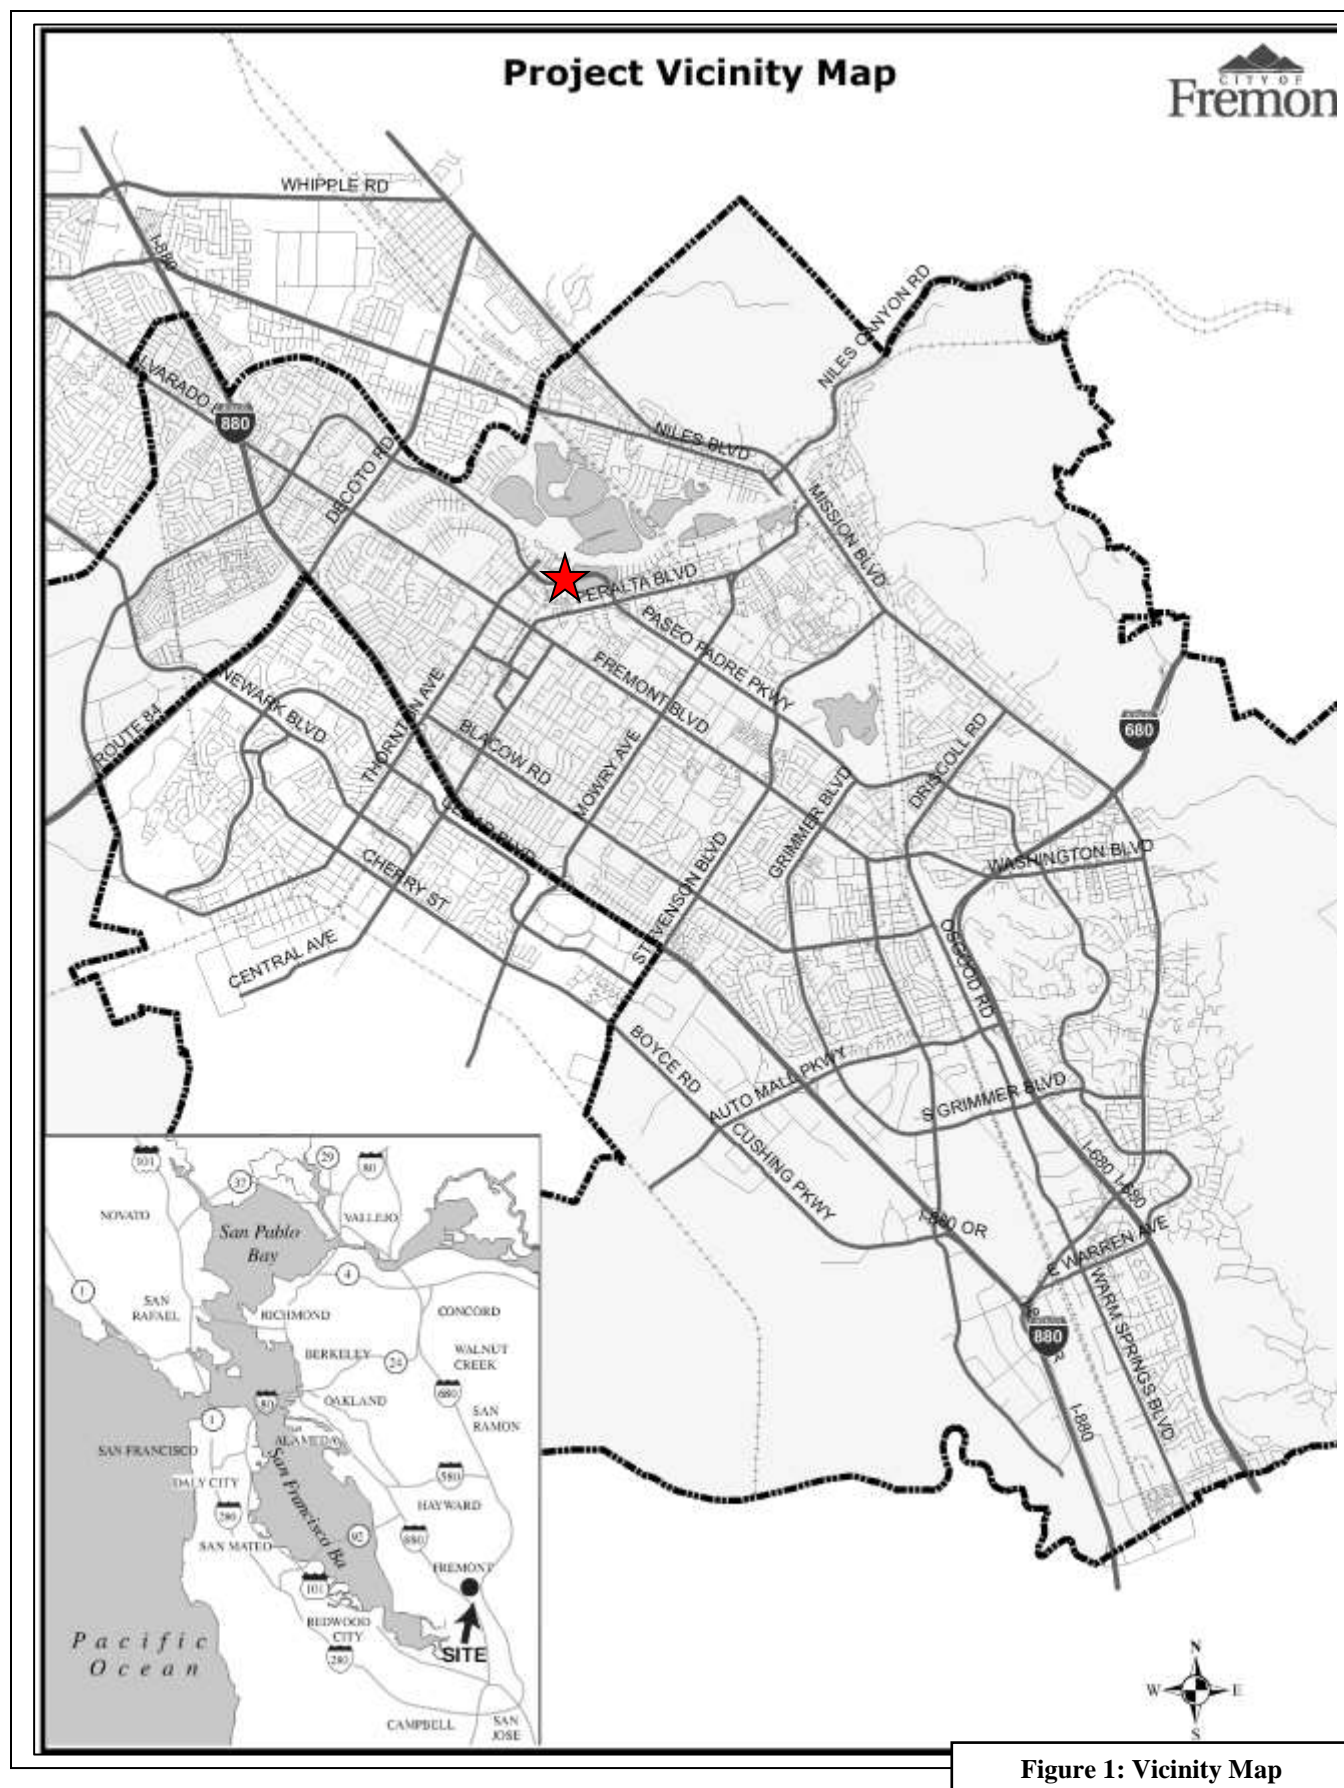 Project Vicinity Map
CITY OF
Fremon
WHIPPLE RD
I-880
LVARADO
880
DECOTO RD
NILES BLVD
NILES CANYON RD
MISSION BLVD
PERALTA BLVD
PASEO PADRE PKWY
FREMONT BLVD
NEWARK BLVD
ROUTE 84
THORNTON AVE
BLACOW RD
MOWRY AVE
680
DRISCOLL RD
GRIMMER BLVD
STEVENSON BLVD
WASHINGTON BLVD
CHERRY ST
CENTRAL AVE
OSGOOD RD
BOYCE RD
AUTO MALL PKWY
S GRIMMER BLVD
CUSHING PKWY
I-680
I-680
I-880 OR
E WARREN AVE
WARM SPRINGS BLVD
880
I-880
101
29
80
37
NOVATO
VALLEJO
San Pablo
Bay
4
1
SAN
RAFAEL
RICHMOND
CONCORD
BERKELEY
24
WALNUT
CREEK
680
80
OAKLAND
SAN
RAMON
1
ALAMEDA
SAN FRANCISCO
San Francisco Ba
580
DALY CITY
HAYWARD
280
92
880
SAN MATEO
FREMONT
101
REDWOOD
CITY
SITE
280
Pacific
Ocean
CAMPBELL
SAN
JOSE
N
W E
S
Figure 1: Vicinity Map